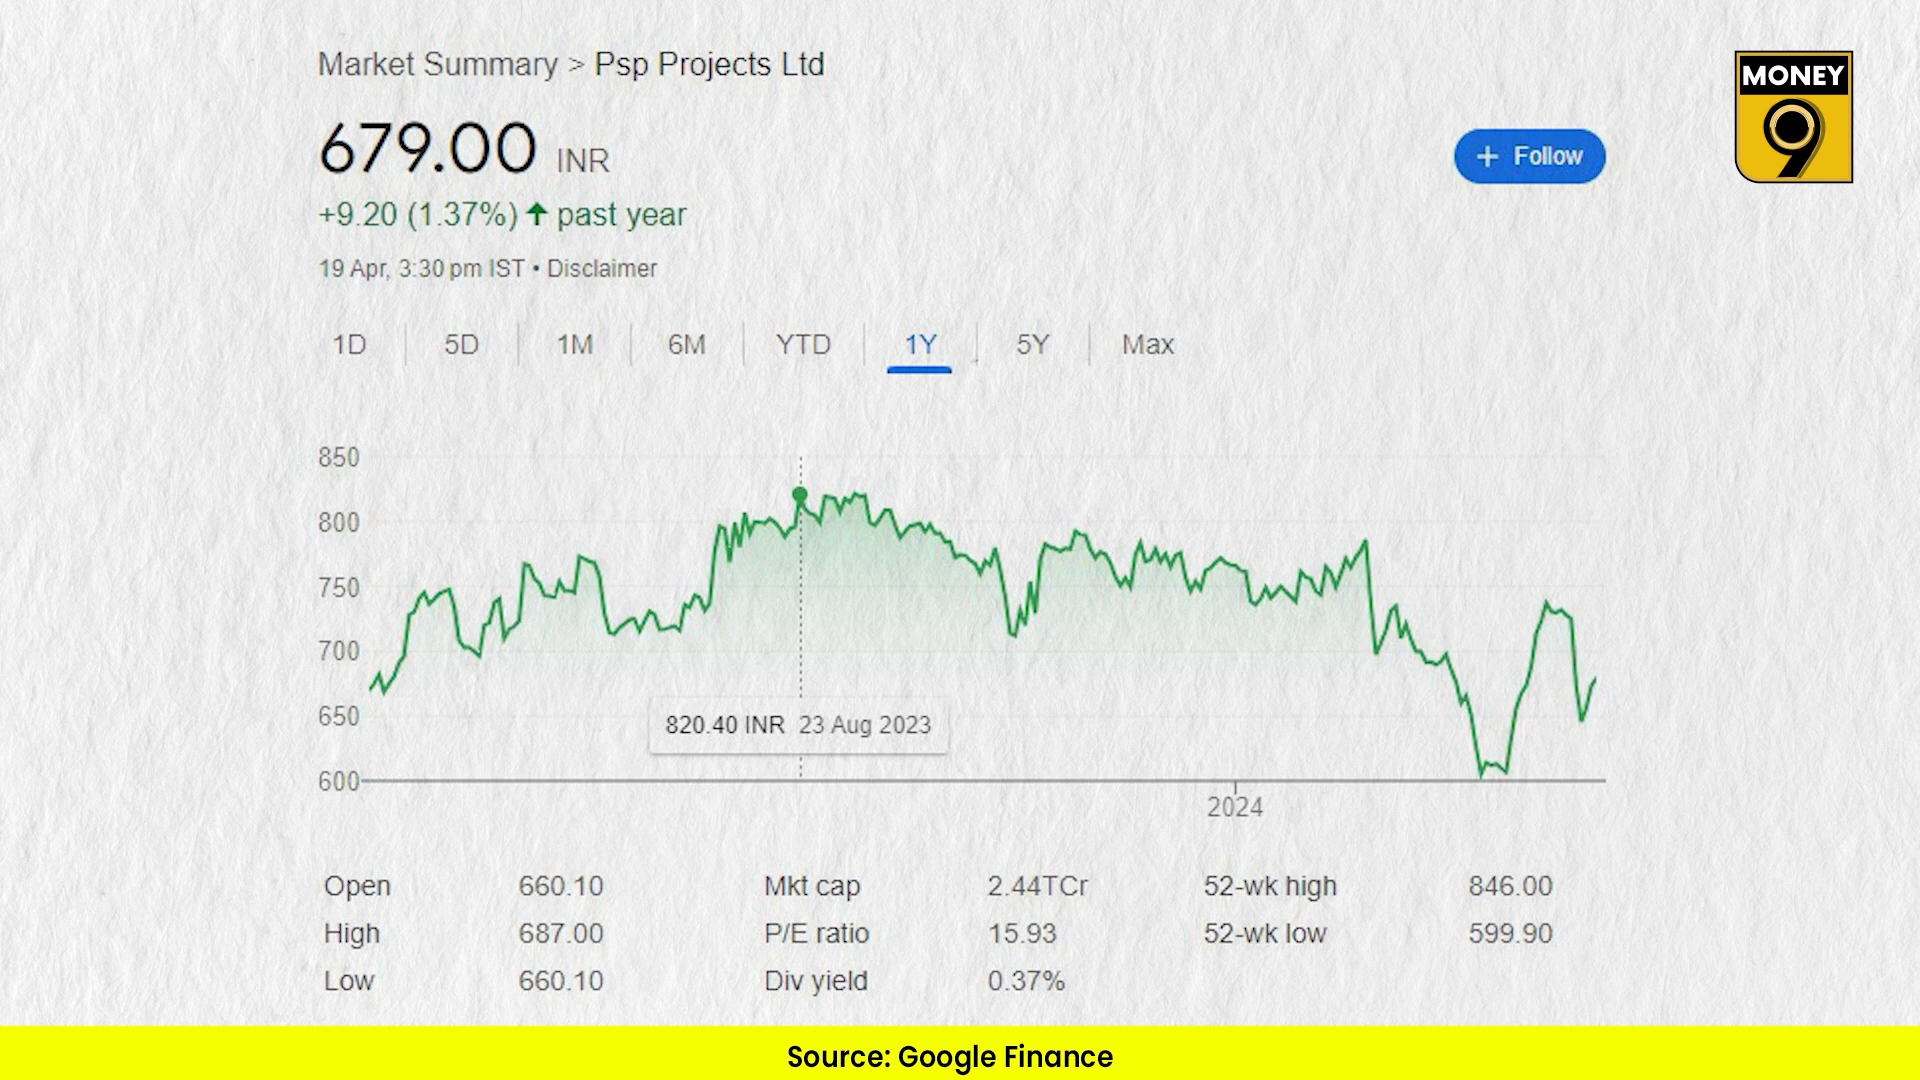 Market Summary > Psp Projects Ltd
MONEY
9
679.00 INR
+ Follow
+9.20 (1.37%) ↑ past year
19 Apr, 3:30 pm IST • Disclaimer
1D 5D 1M 6M YTD 1Y 5Y Max
850
800
750
700
650
600
820.40 INR 23 Aug 2023
2024
Open 660.10 Mkt cap 2.44TCr 52-wk high 846.00
High 687.00 P/E ratio 15.93 52-wk low 599.90
Low 660.10 Div yield 0.37%
Source: Google Finance